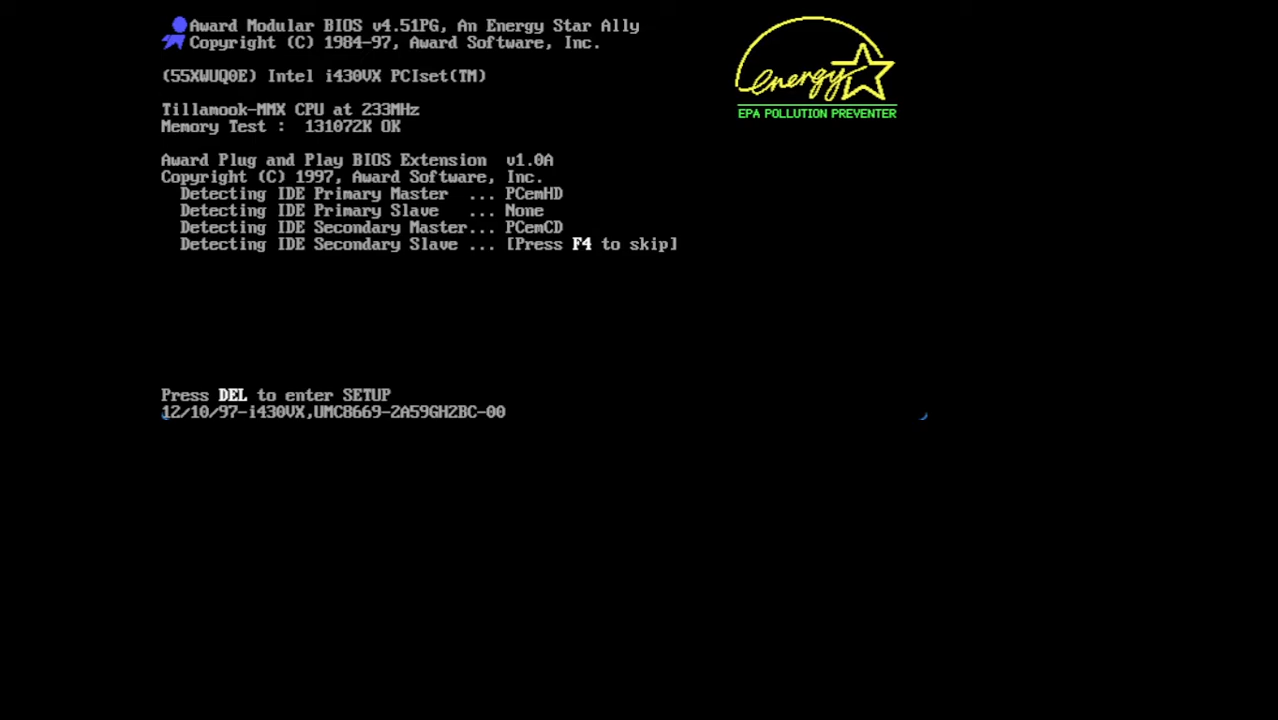 Award Modular BIOS v4.51PG, An Energy Star Ally
Copyright (C) 1984-97, Award Software, Inc.
energy
EPA POLLUTION PREVENTER
(55XWUQ0E) Intel i430VX PCIset(TM)
Tillamook-MMX CPU at 233MHz
Memory Test :  131072K OK
Award Plug and Play BIOS Extension  v1.0A
Copyright (C) 1997, Award Software, Inc.
Detecting IDE Primary Master  ... PCemHD
Detecting IDE Primary Slave   ... None
Detecting IDE Secondary Master... PCemCD
Detecting IDE Secondary Slave ... [Press F4 to skip]
Press DEL to enter SETUP
12/10/97-i430VX,UMC8669-2A59GH2BC-00